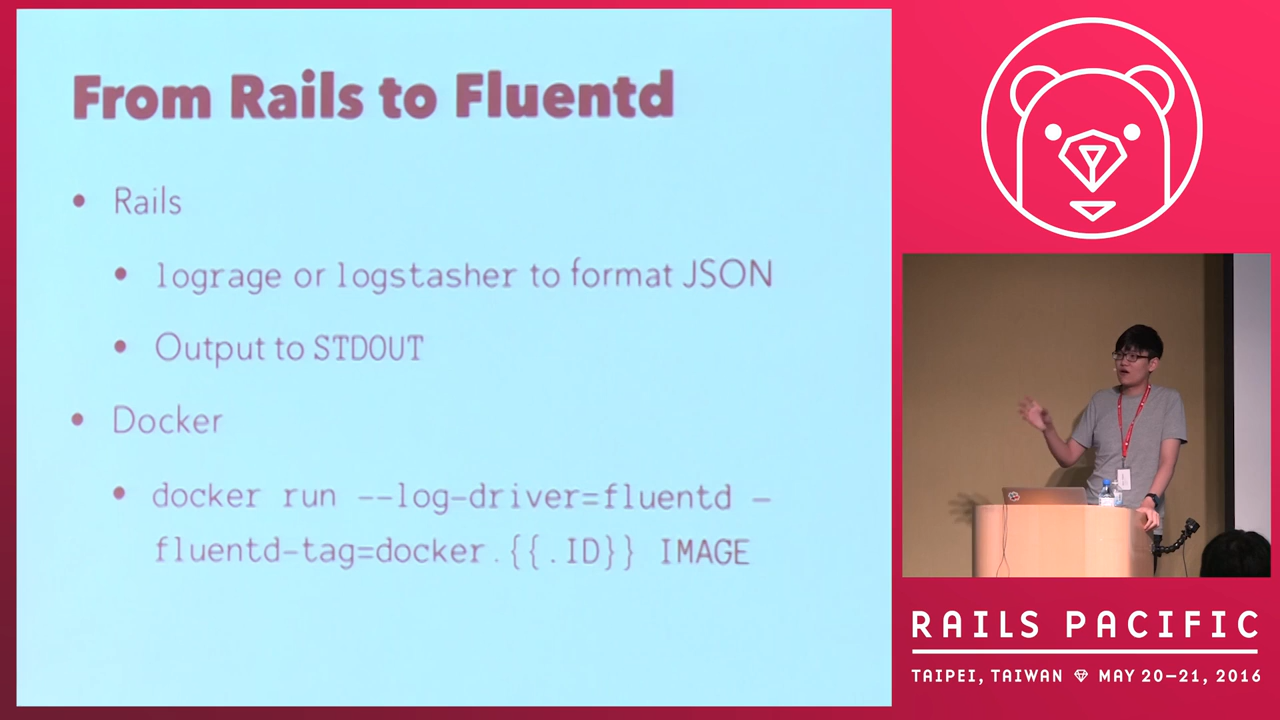 From Rails to Fluentd
• Rails
• lograge or logstasher to format JSON
• Output to STDOUT
• Docker
• docker run --log-driver=fluentd -
fluentd-tag=docker.{{.ID}} IMAGE
RAILS PACIFIC
TAIPEI, TAIWAN MAY 20–21, 2016